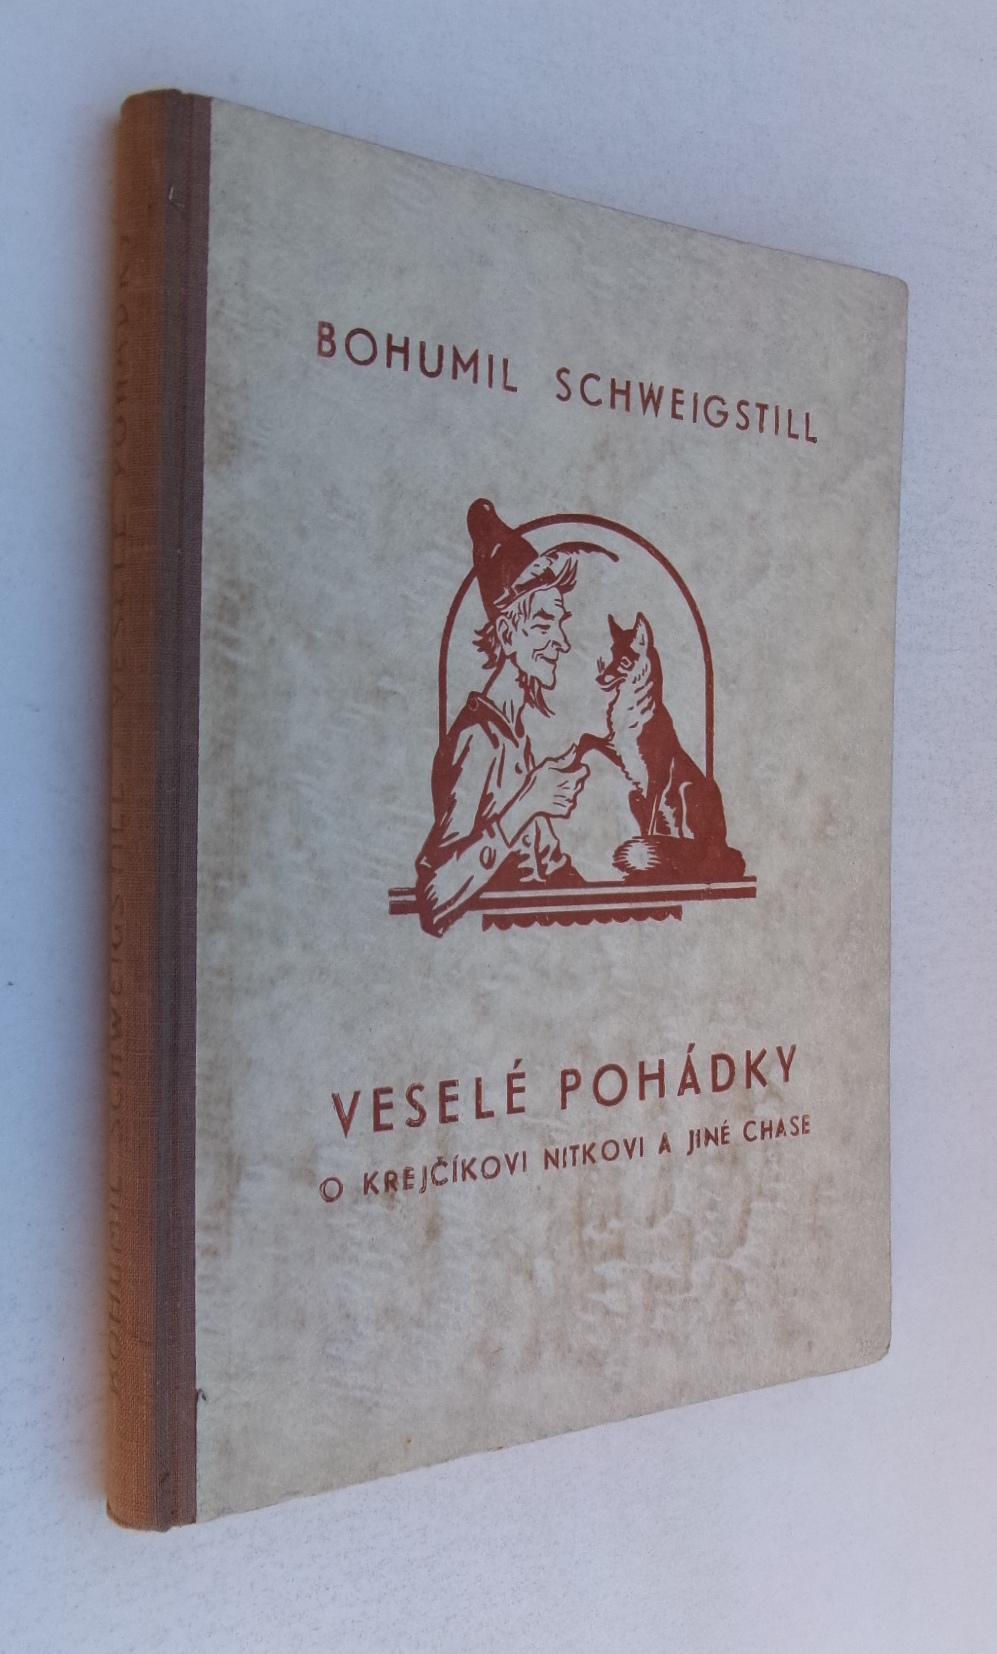 BOHUMIL SCHWEIGSTILL
VESELÉ POHÁDKY
O KREJČÍKOVI NITKOVI A JINÉ CHASE
BOHUMIL SCHWEIGSTILL VESELÉ POHÁDKY